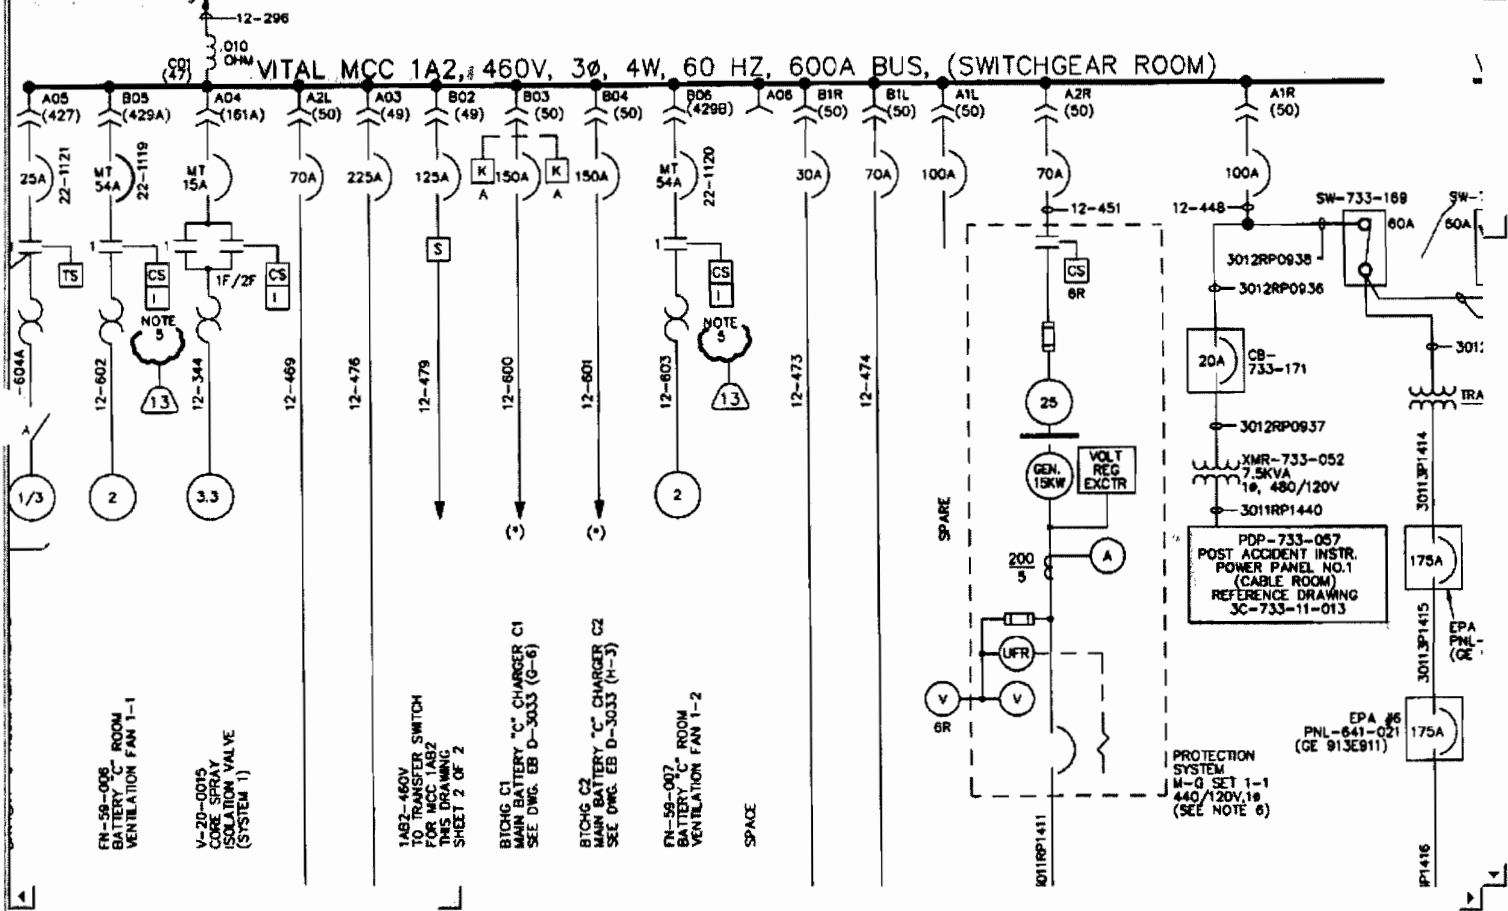 12-296
.010
OHM
C01
(47)
VITAL MCC 1A2, 460V, 3ø, 4W, 60 HZ, 600A BUS, (SWITCHGEAR ROOM)
A05
(427)
B05
(429A)
A04
(161A)
A2L
(50)
A03
(49)
B02
(49)
B03
(50)
B04
(50)
B06
(429B)
A06
B1R
(50)
B1L
(50)
A1L
(50)
A2R
(50)
A1R
(50)
25A
22-1121
MT
54A
22-1119
MT
15A
70A
225A
125A
K
A
150A
K
A
150A
MT
54A
22-1120
30A
70A
100A
70A
100A
12-451
12-448
SW-733-169
60A
SW-
60A
1
TS
1
CS
I
1
1F/2F
CS
I
S
1
CS
I
CS
6R
3012RP0938
3012RP0936
NOTE
5
13
NOTE
5
13
-604A
12-602
12-344
12-469
12-476
12-479
12-600
12-601
12-603
12-473
12-474
20A
CB-
733-171
3012RP0937
TRA
A
1/3
2
3.3
2
25
GEN.
15KW
VOLT
REG
EXCTR
XMR-733-052
7.5KVA
1ø, 480/120V
3011RP1440
30113P1414
(*)
(*)
SPARE
200
5
A
PDP-733-057
POST ACCIDENT INSTR.
POWER PANEL NO.1
(CABLE ROOM)
REFERENCE DRAWING
3C-733-11-013
175A
EPA
PNL-
(GE
30113P1415
UFR
V
V
6R
EPA #6
PNL-641-021
(GE 913E911)
175A
FN-59-006
BATTERY "C" ROOM
VENTILATION FAN 1-1
V-20-0015
CORE SPRAY
ISOLATION VALVE
(SYSTEM 1)
1AB2-460V
TO TRANSFER SWITCH
FOR MCC 1AB2
THIS DRAWING
SHEET 2 OF 2
BTCHG C1
MAIN BATTERY "C" CHARGER C1
SEE DWG. EB D-3033 (G-6)
BTCHG C2
MAIN BATTERY "C" CHARGER C2
SEE DWG. EB D-3033 (H-3)
FN-59-007
BATTERY "C" ROOM
VENTILATION FAN 1-2
SPACE
PROTECTION
SYSTEM
M-G SET 1-1
440/120V,1ø
(SEE NOTE 6)
3011RP1411
P1416